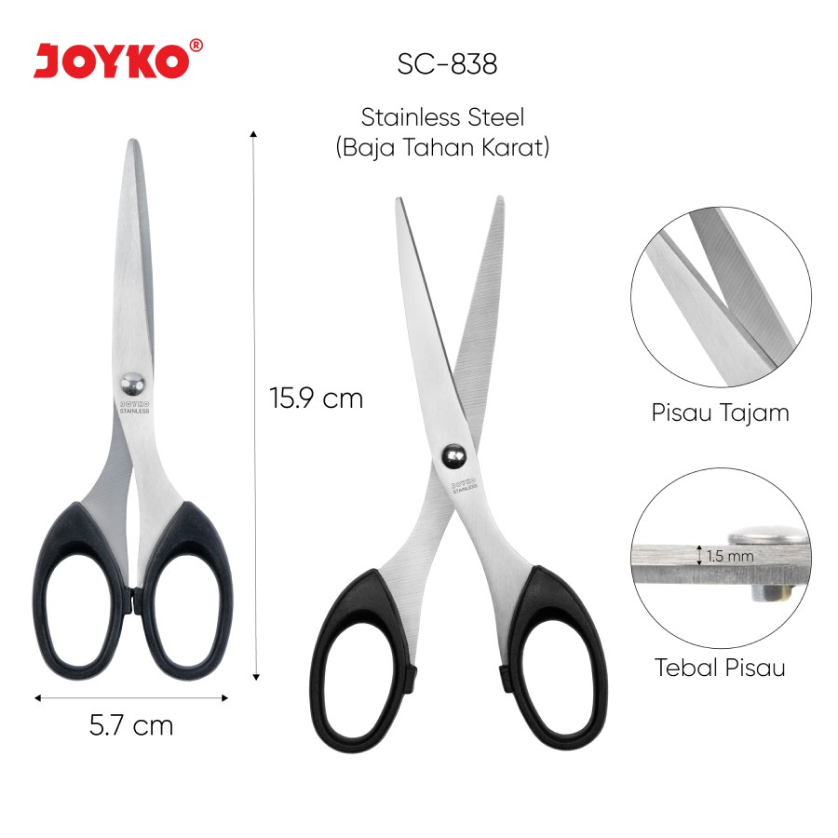 JOYKO®
SC-838
Stainless Steel
(Baja Tahan Karat)
15.9 cm
JOYKO
STAINLESS
JOYKO
STAINLESS
Pisau Tajam
1.5 mm
Tebal Pisau
5.7 cm